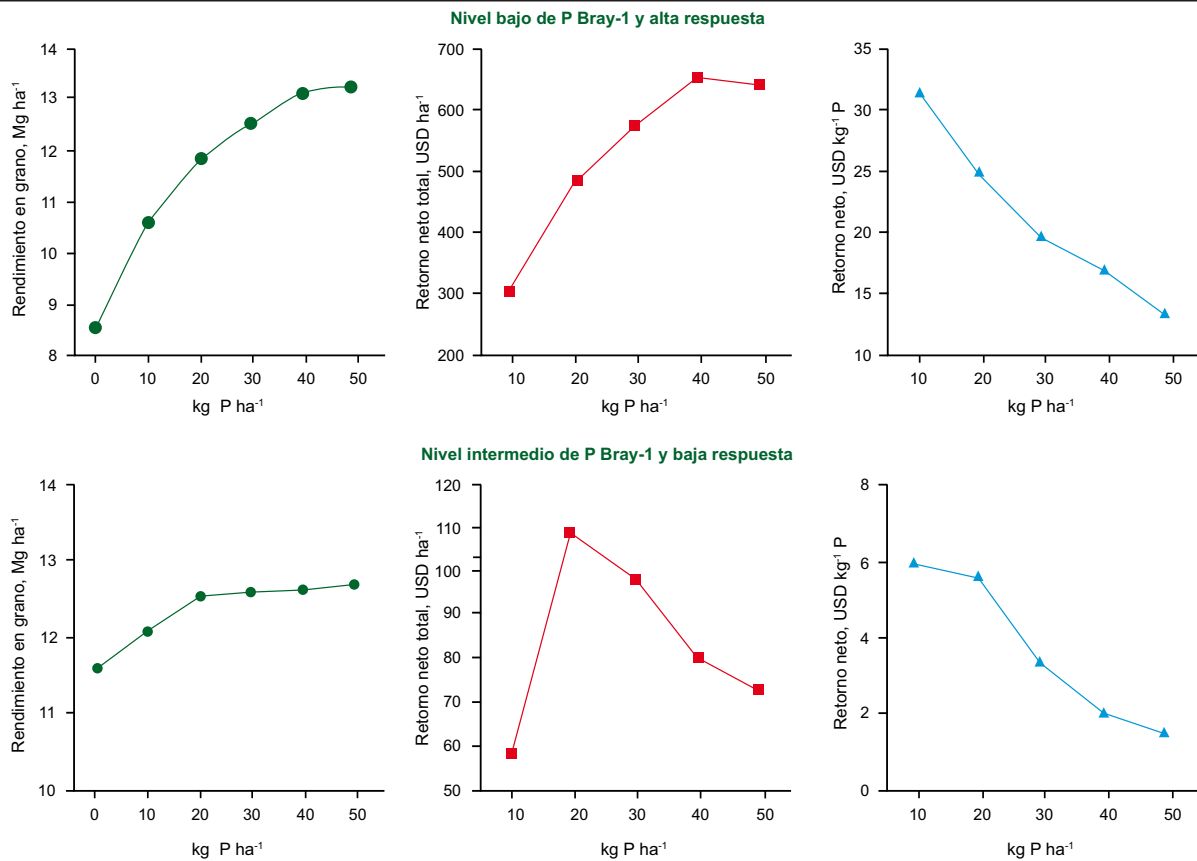 Nivel bajo de P Bray-1 y alta respuesta
Rendimiento en grano, Mg ha⁻¹
14
13
12
11
10
9
8
0 10 20 30 40 50
kg P ha⁻¹
Retorno neto total, USD ha⁻¹
700
600
500
400
300
200
10 20 30 40 50
kg P ha⁻¹
Retorno neto, USD kg⁻¹ P
35
30
25
20
15
10
10 20 30 40 50
kg P ha⁻¹
Nivel intermedio de P Bray-1 y baja respuesta
Rendimiento en grano, Mg ha⁻¹
14
13
12
11
10
0 10 20 30 40 50
kg P ha⁻¹
Retorno neto total, USD ha⁻¹
120
110
100
90
80
70
60
50
10 20 30 40 50
kg P ha⁻¹
Retorno neto, USD kg⁻¹ P
8
6
4
2
0
10 20 30 40 50
kg P ha⁻¹